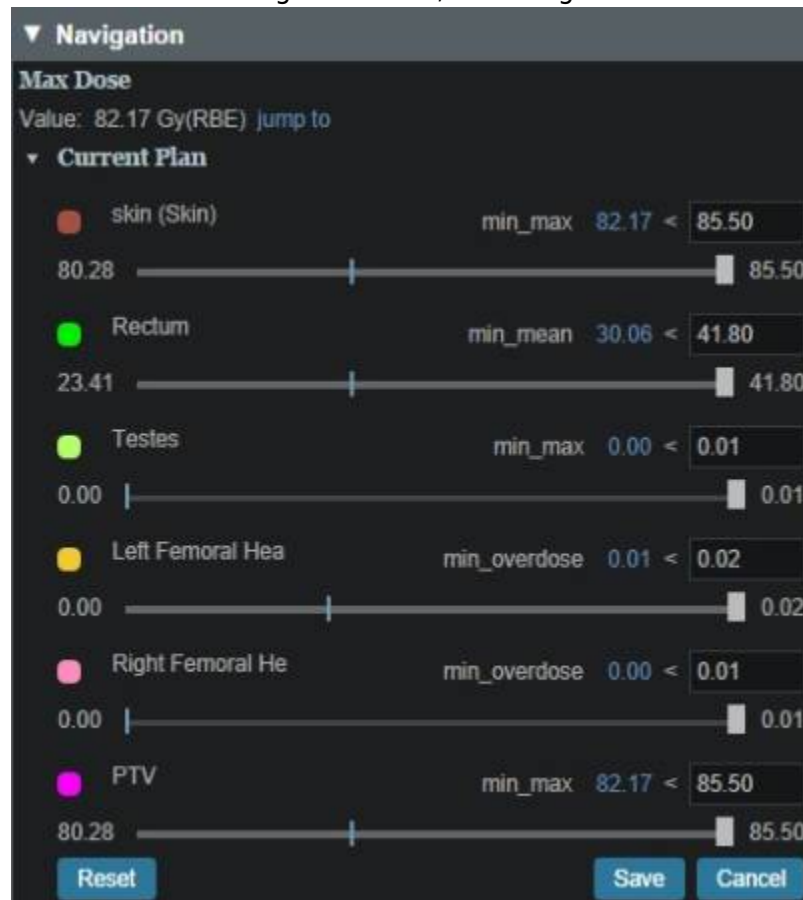 ▼ Navigation
Max Dose
Value: 82.17 Gy(RBE) jump to
▾ Current Plan
skin (Skin) min_max 82.17 < 85.50
80.28 85.50
Rectum min_mean 30.06 < 41.80
23.41 41.80
Testes min_max 0.00 < 0.01
0.00 0.01
Left Femoral Hea min_overdose 0.01 < 0.02
0.00 0.02
Right Femoral He min_overdose 0.00 < 0.01
0.00 0.01
PTV min_max 82.17 < 85.50
80.28 85.50
Reset Save Cancel